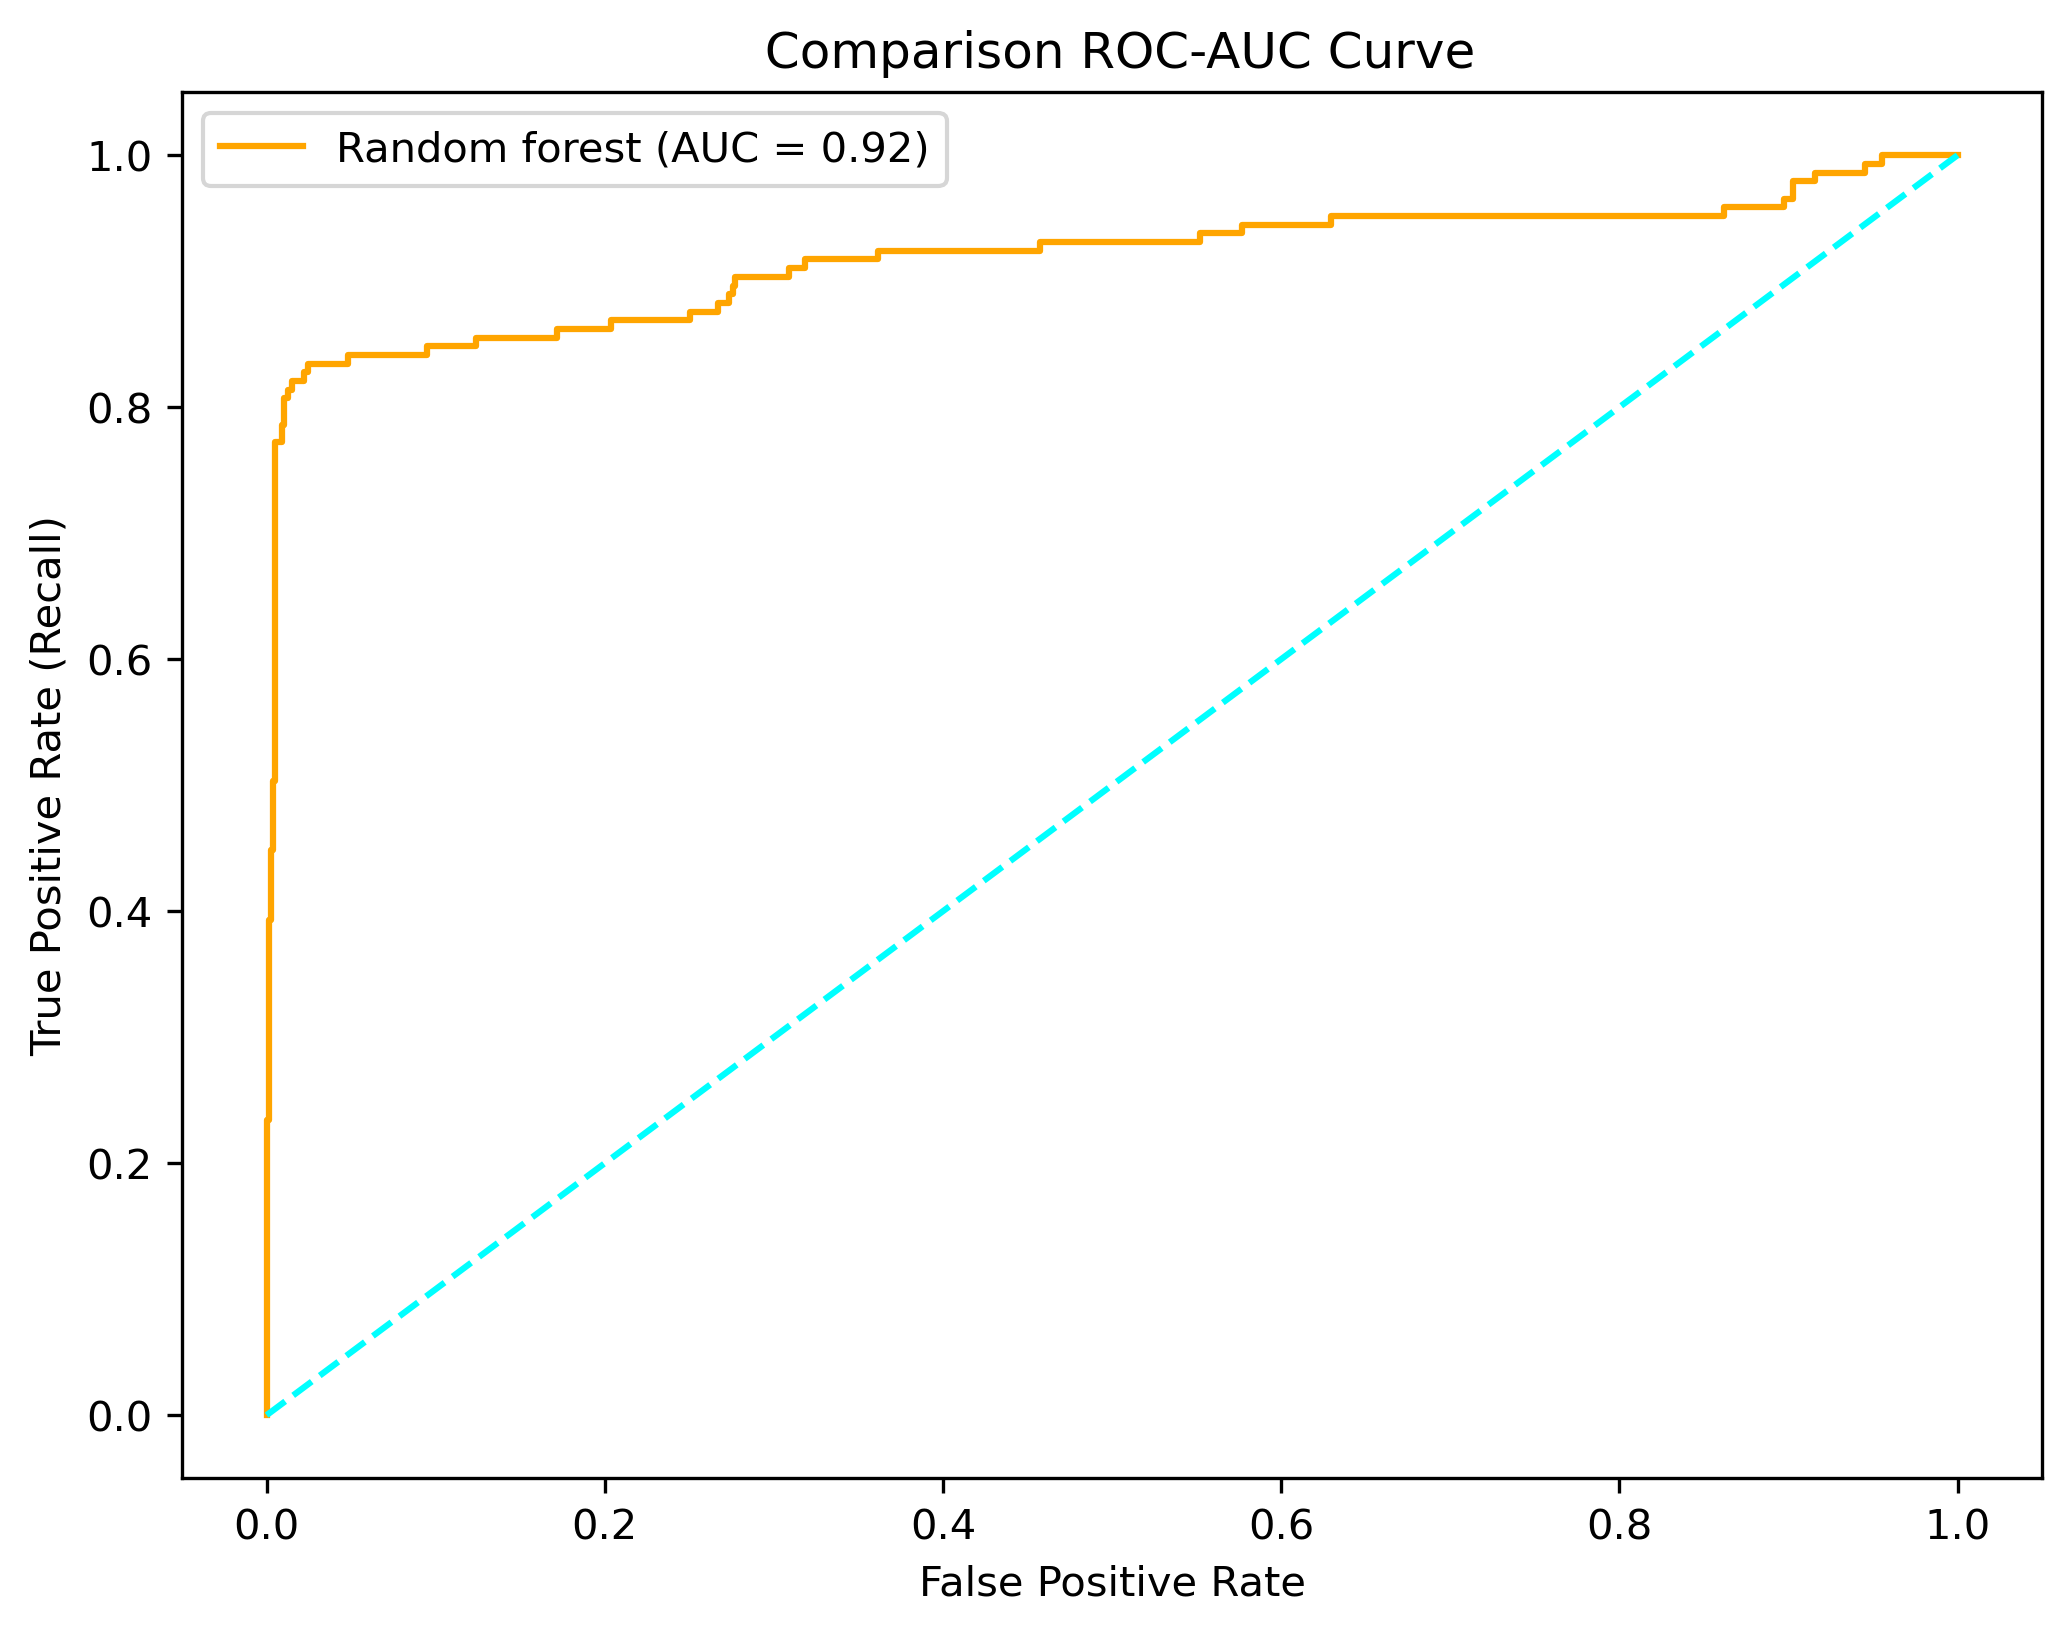 Comparison ROC-AUC Curve
Random forest (AUC = 0.92)
1.0
0.8
0.6
0.4
0.2
0.0
True Positive Rate (Recall)
0.0 0.2 0.4 0.6 0.8 1.0
False Positive Rate